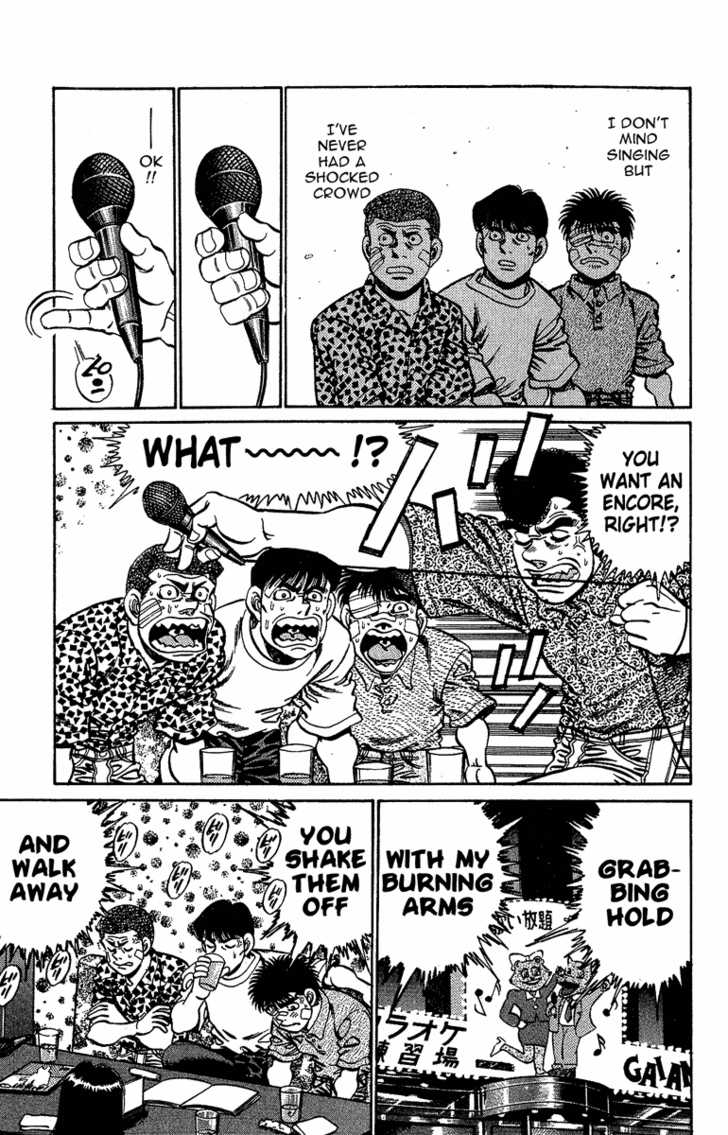 I DON'T
MIND
SINGING
BUT
I'VE
NEVER
HAD A
SHOCKED
CROWD
OK
!!
YOU
WANT AN
ENCORE,
RIGHT!?
WHAT～!?
GRAB-
BING
HOLD
WITH MY
BURNING
ARMS
い放題
ラオケ
練習場
GAIAN
YOU
SHAKE
THEM
OFF
AND
WALK
AWAY